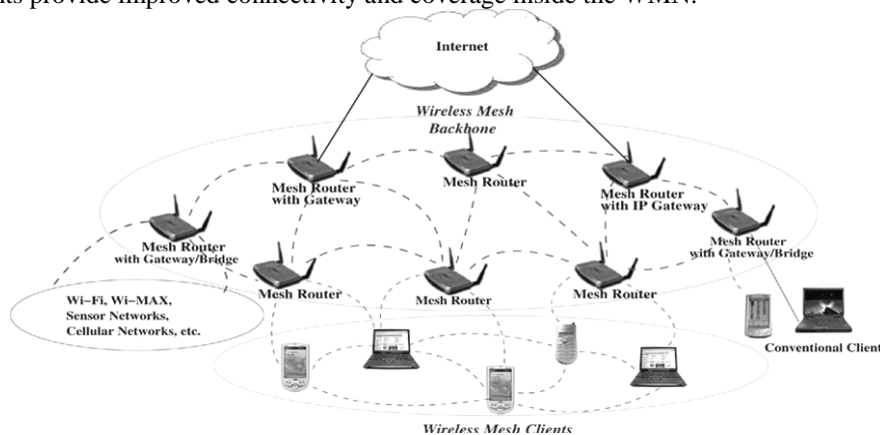 nts provide improved connectivity and coverage inside the WMN.
Internet
Wireless Mesh
Backbone
Mesh Router
with Gateway
Mesh Router
Mesh Router
with IP Gateway
Mesh Router
with Gateway/Bridge
Mesh Router
with Gateway/Bridge
Mesh Router
Mesh Router
Mesh Router
Wi-Fi, Wi-MAX,
Sensor Networks,
Cellular Networks, etc.
Conventional Client
Wireless Mesh Clients